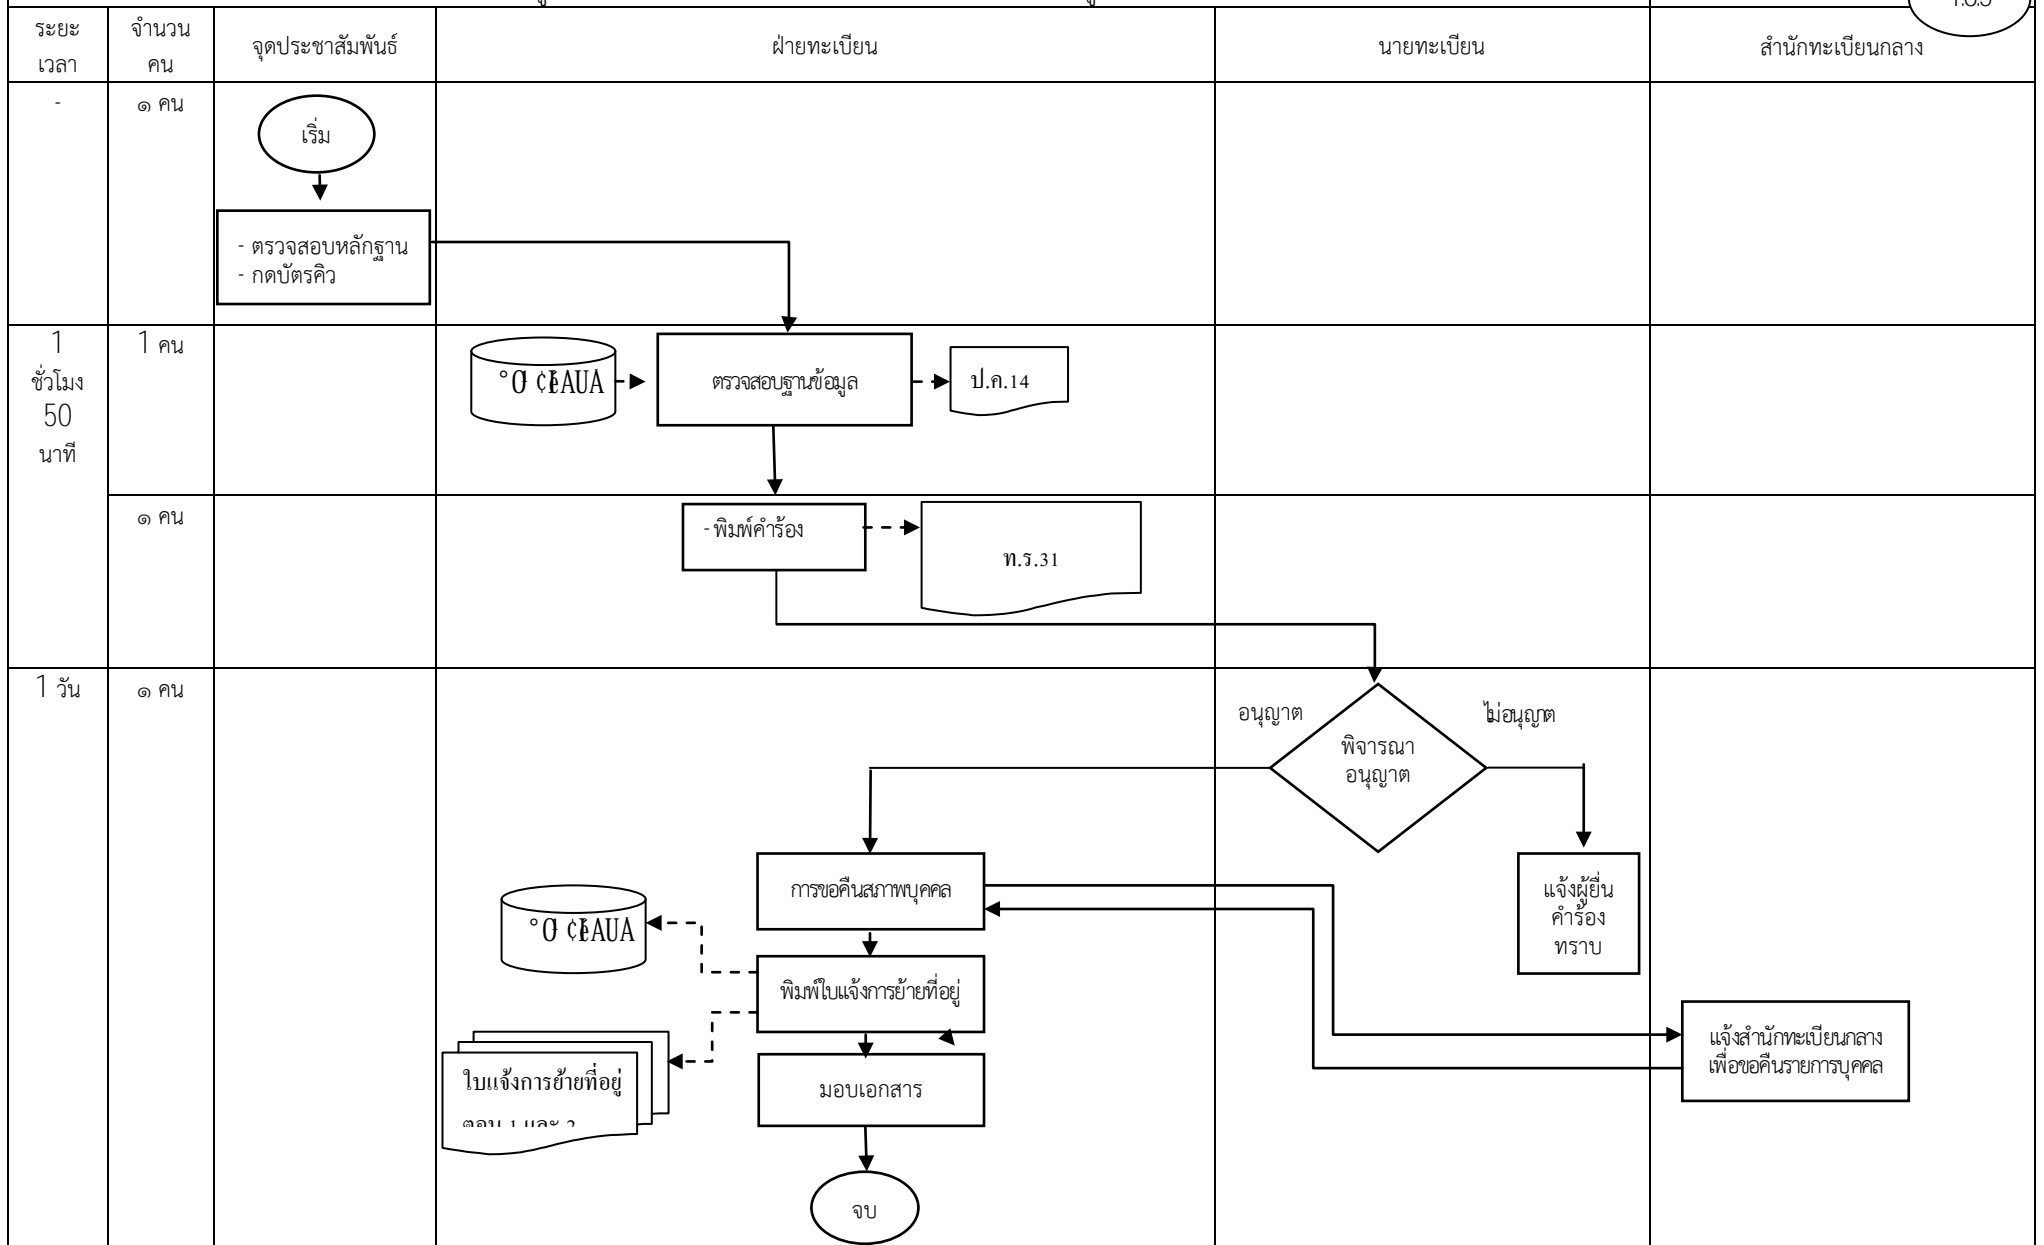 ระยะ
เวลา
จำนวน
คน
จุดประชาสัมพันธ์
ฝ่ายทะเบียน
นายทะเบียน
สำนักทะเบียนกลาง
-
๑ คน
เริ่ม
- ตรวจสอบหลักฐาน
- กดบัตรคิว
1
ชั่วโมง
50
นาที
1 คน
ตรวจสอบฐานข้อมูล
ป.ค.14
๑ คน
- พิมพ์คำร้อง
ท.ร.31
1 วัน
๑ คน
อนุญาต
ไม่อนุญาต
พิจารณา
อนุญาต
การขอคืนสภาพบุคคล
แจ้งผู้ยื่น
คำร้อง
ทราบ
พิมพ์ใบแจ้งการย้ายที่อยู่
แจ้งสำนักทะเบียนกลาง
เพื่อขอคืนรายการบุคคล
ใบแจ้งการย้ายที่อยู่
ตอน 1 และ 2
มอบเอกสาร
จบ